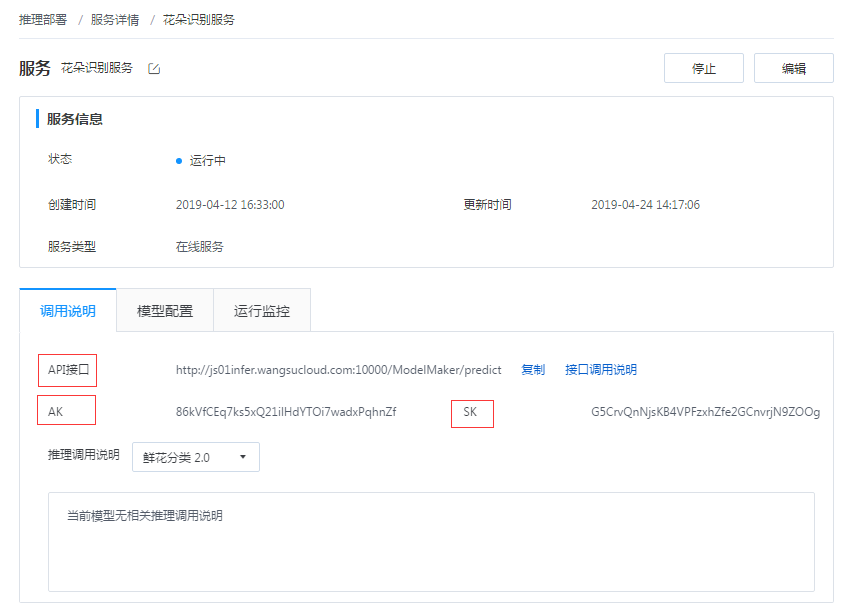 推理部署 / 服务详情 / 花朵识别服务
服务 花朵识别服务
停止 编辑
服务信息
状态 运行中
创建时间 2019-04-12 16:33:00 更新时间 2019-04-24 14:17:06
服务类型 在线服务
调用说明 模型配置 运行监控
API接口 http://js01infer.wangsucloud.com:10000/ModelMaker/predict 复制 接口调用说明
AK 86kVfCEq7ks5xQ21ilHdYTOi7wadxPqhnZf SK G5CrvQnNjsKB4VPFzxhZfe2GCnvrjN9ZOOg
推理调用说明 鲜花分类 2.0
当前模型无相关推理调用说明